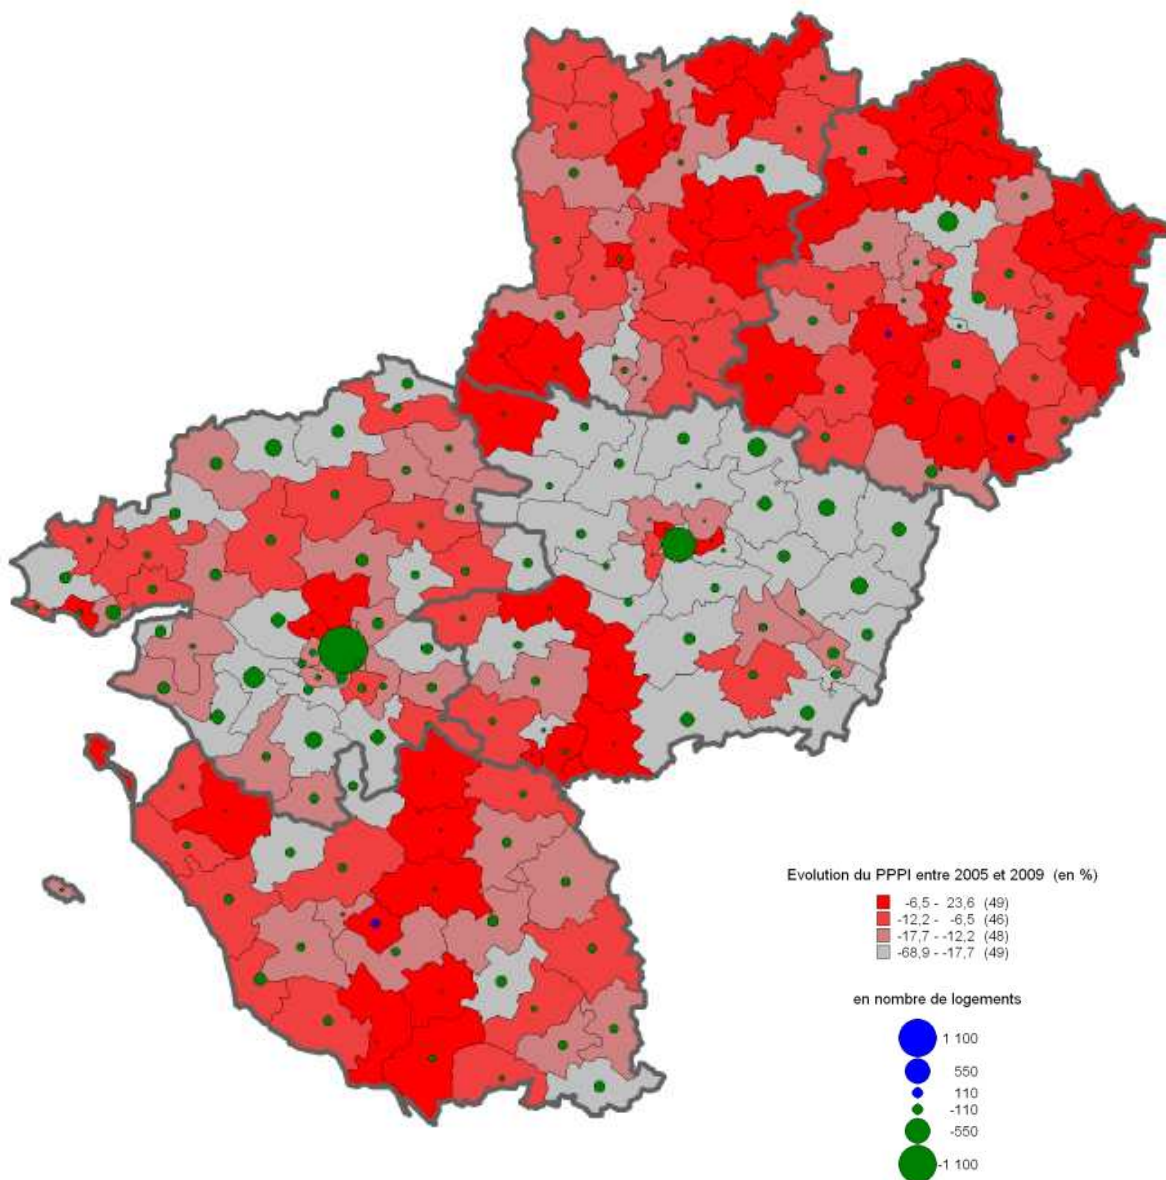 Evolution du PPPI entre 2005 et 2009 (en %)
-6,5 - 23,6 (49)
-12,2 - -6,5 (46)
-17,7 - -12,2 (48)
-68,9 - -17,7 (49)
en nombre de logements
1 100
550
110
-110
-550
-1 100